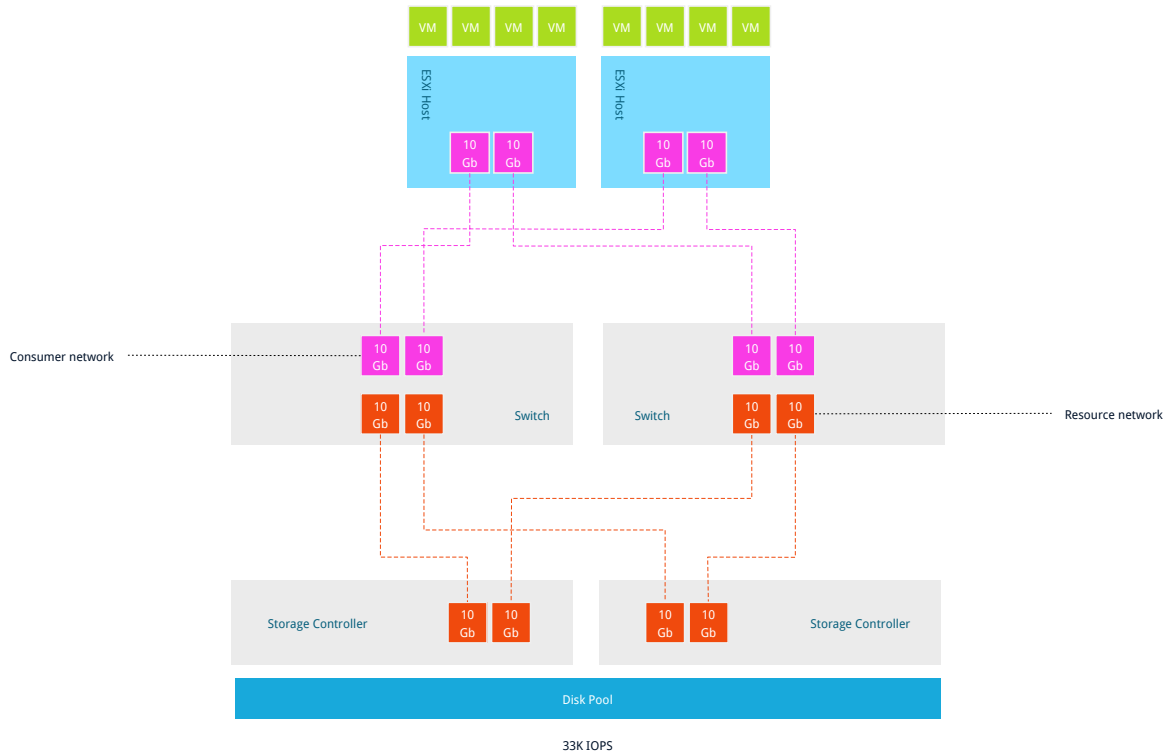 VM VM VM VM VM VM VM VM
ESXi Host ESXi Host
10 10 10 10
Gb Gb Gb Gb
Consumer network
10 10 10 10
Gb Gb Gb Gb
10 10 10 10
Gb Gb Gb Gb
Switch Switch
Resource network
Storage Controller
10 10 10 10
Gb Gb Gb Gb
Storage Controller
Disk Pool
33K IOPS